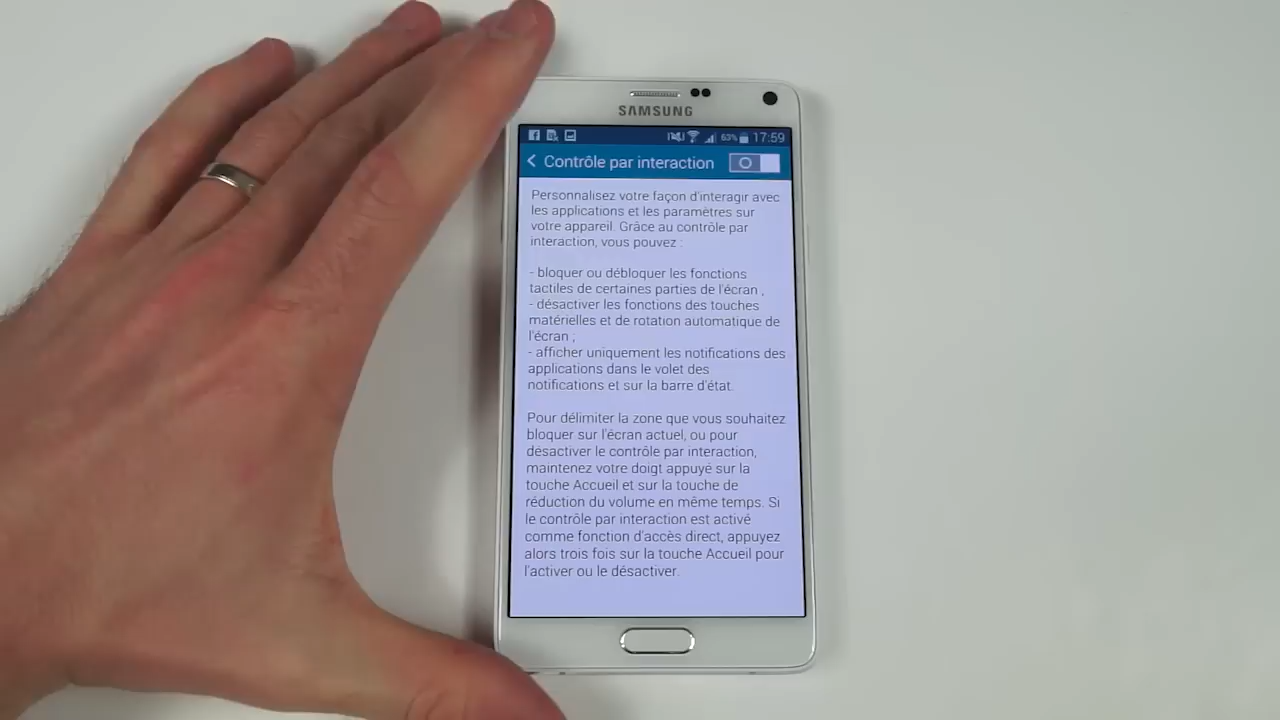 SAMSUNG
63% 17:59
Contrôle par interaction
Personnalisez votre façon d'interagir avec
les applications et les paramètres sur
votre appareil. Grâce au contrôle par
interaction, vous pouvez :
- bloquer ou débloquer les fonctions
tactiles de certaines parties de l'écran ,
- désactiver les fonctions des touches
matérielles et de rotation automatique de
l'écran ;
- afficher uniquement les notifications des
applications dans le volet des
notifications et sur la barre d'état.
Pour délimiter la zone que vous souhaitez
bloquer sur l'écran actuel, ou pour
désactiver le contrôle par interaction,
maintenez votre doigt appuyé sur la
touche Accueil et sur la touche de
réduction du volume en même temps. Si
le contrôle par interaction est activé
comme fonction d'accès direct, appuyez
alors trois fois sur la touche Accueil pour
l'activer ou le désactiver.